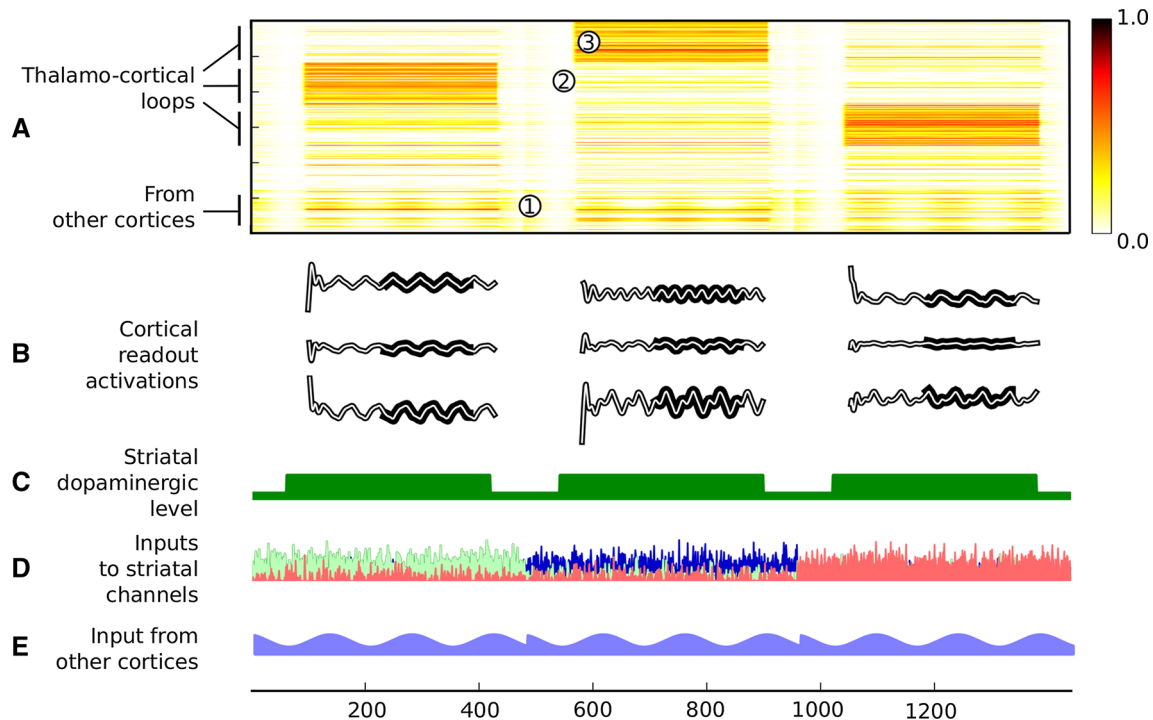 1.0
③
Thalamo-cortical
loops
②
A
From
other cortices
①
0.0
B
Cortical
readout
activations
C
Striatal
dopaminergic
level
D
Inputs
to striatal
channels
E
Input from
other cortices
200 400 600 800 1000 1200